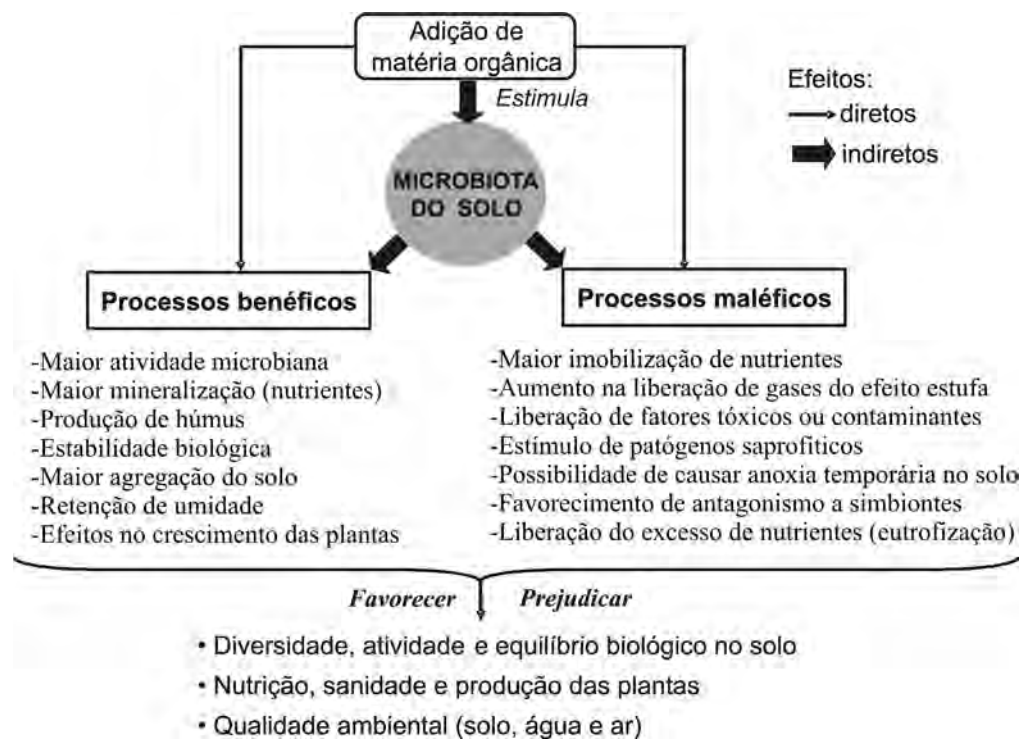 Adição de
matéria orgânica
Estimula
Efeitos:
diretos
indiretos
MICROBIOTA
DO SOLO
Processos benéficos
-Maior atividade microbiana
-Maior mineralização (nutrientes)
-Produção de húmus
-Estabilidade biológica
-Maior agregação do solo
-Retenção de umidade
-Efeitos no crescimento das plantas
Processos maléficos
-Maior imobilização de nutrientes
-Aumento na liberação de gases do efeito estufa
-Liberação de fatores tóxicos ou contaminantes
-Estímulo de patógenos saprofíticos
-Possibilidade de causar anoxia temporária no solo
-Favorecimento de antagonismo a simbiontes
-Liberação do excesso de nutrientes (eutrofização)
Favorecer Prejudicar
• Diversidade, atividade e equilíbrio biológico no solo
• Nutrição, sanidade e produção das plantas
• Qualidade ambiental (solo, água e ar)